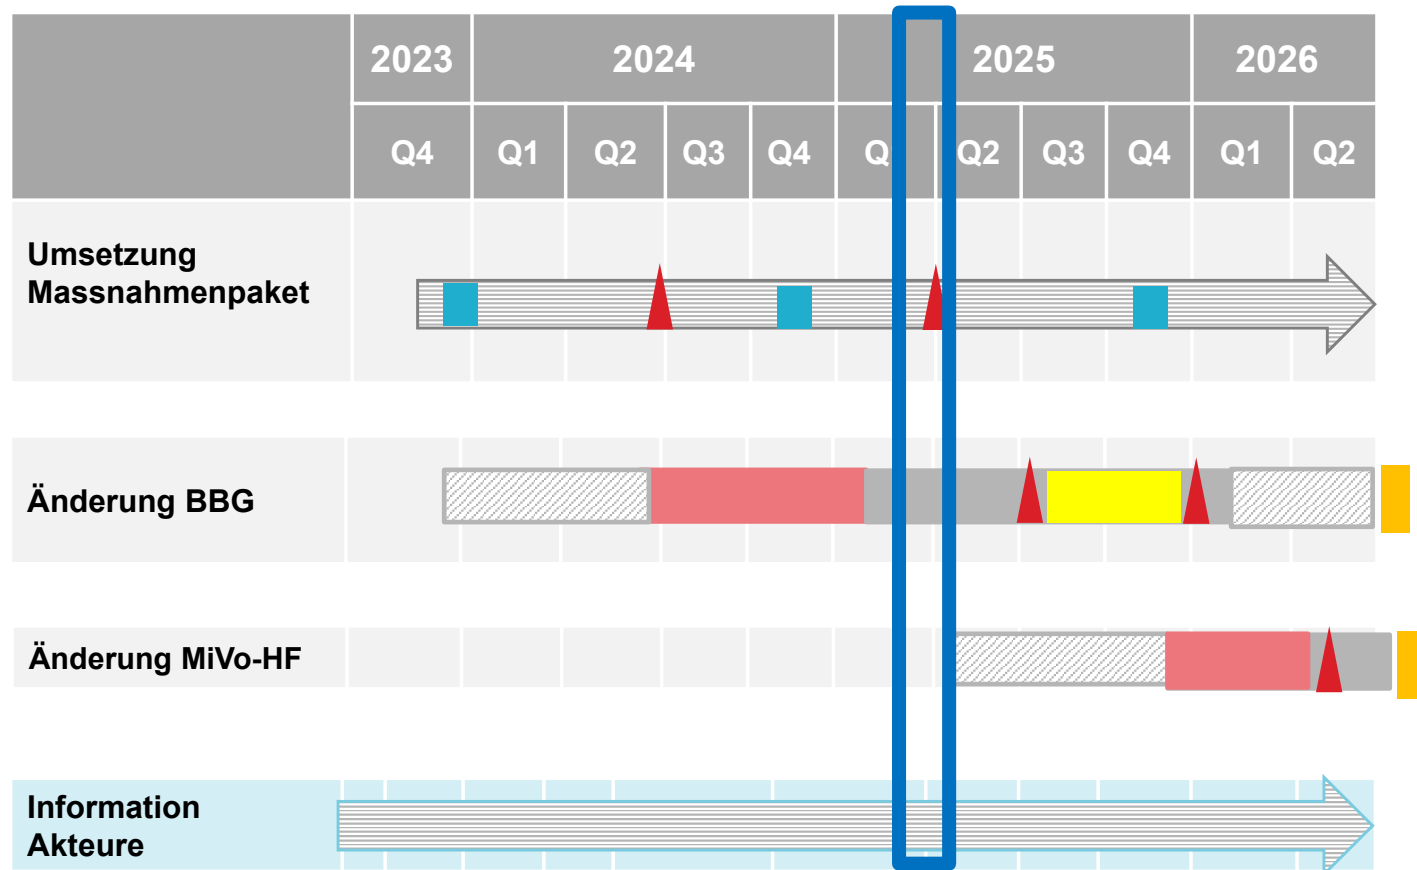 2023 2024 2025 2026
Q4 Q1 Q2 Q3 Q4 Q Q2 Q3 Q4 Q1 Q2
Umsetzung
Massnahmenpaket
Änderung BBG
Änderung MiVo-HF
Information
Akteure